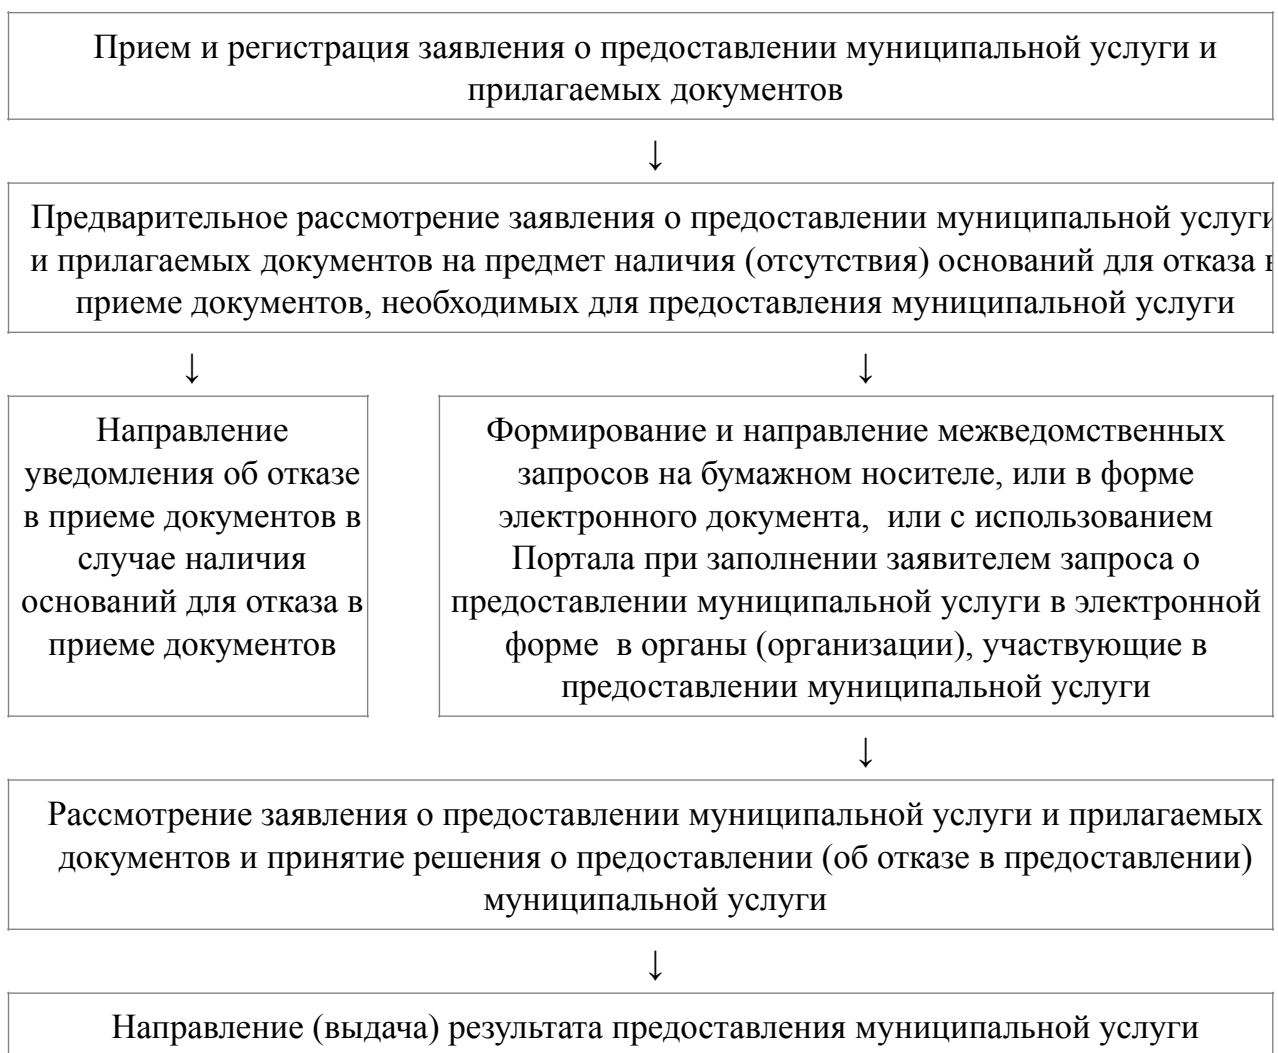 Прием и регистрация заявления о предоставлении муниципальной услуги и
прилагаемых документов
↓
Предварительное рассмотрение заявления о предоставлении муниципальной услуги
и прилагаемых документов на предмет наличия (отсутствия) оснований для отказа в
приеме документов, необходимых для предоставления муниципальной услуги
↓ ↓
Направление
уведомления об отказе
в приеме документов в
случае наличия
оснований для отказа в
приеме документов
Формирование и направление межведомственных
запросов на бумажном носителе, или в форме
электронного документа, или с использованием
Портала при заполнении заявителем запроса о
предоставлении муниципальной услуги в электронной
форме в органы (организации), участвующие в
предоставлении муниципальной услуги
↓
Рассмотрение заявления о предоставлении муниципальной услуги и прилагаемых
документов и принятие решения о предоставлении (об отказе в предоставлении)
муниципальной услуги
↓
Направление (выдача) результата предоставления муниципальной услуги